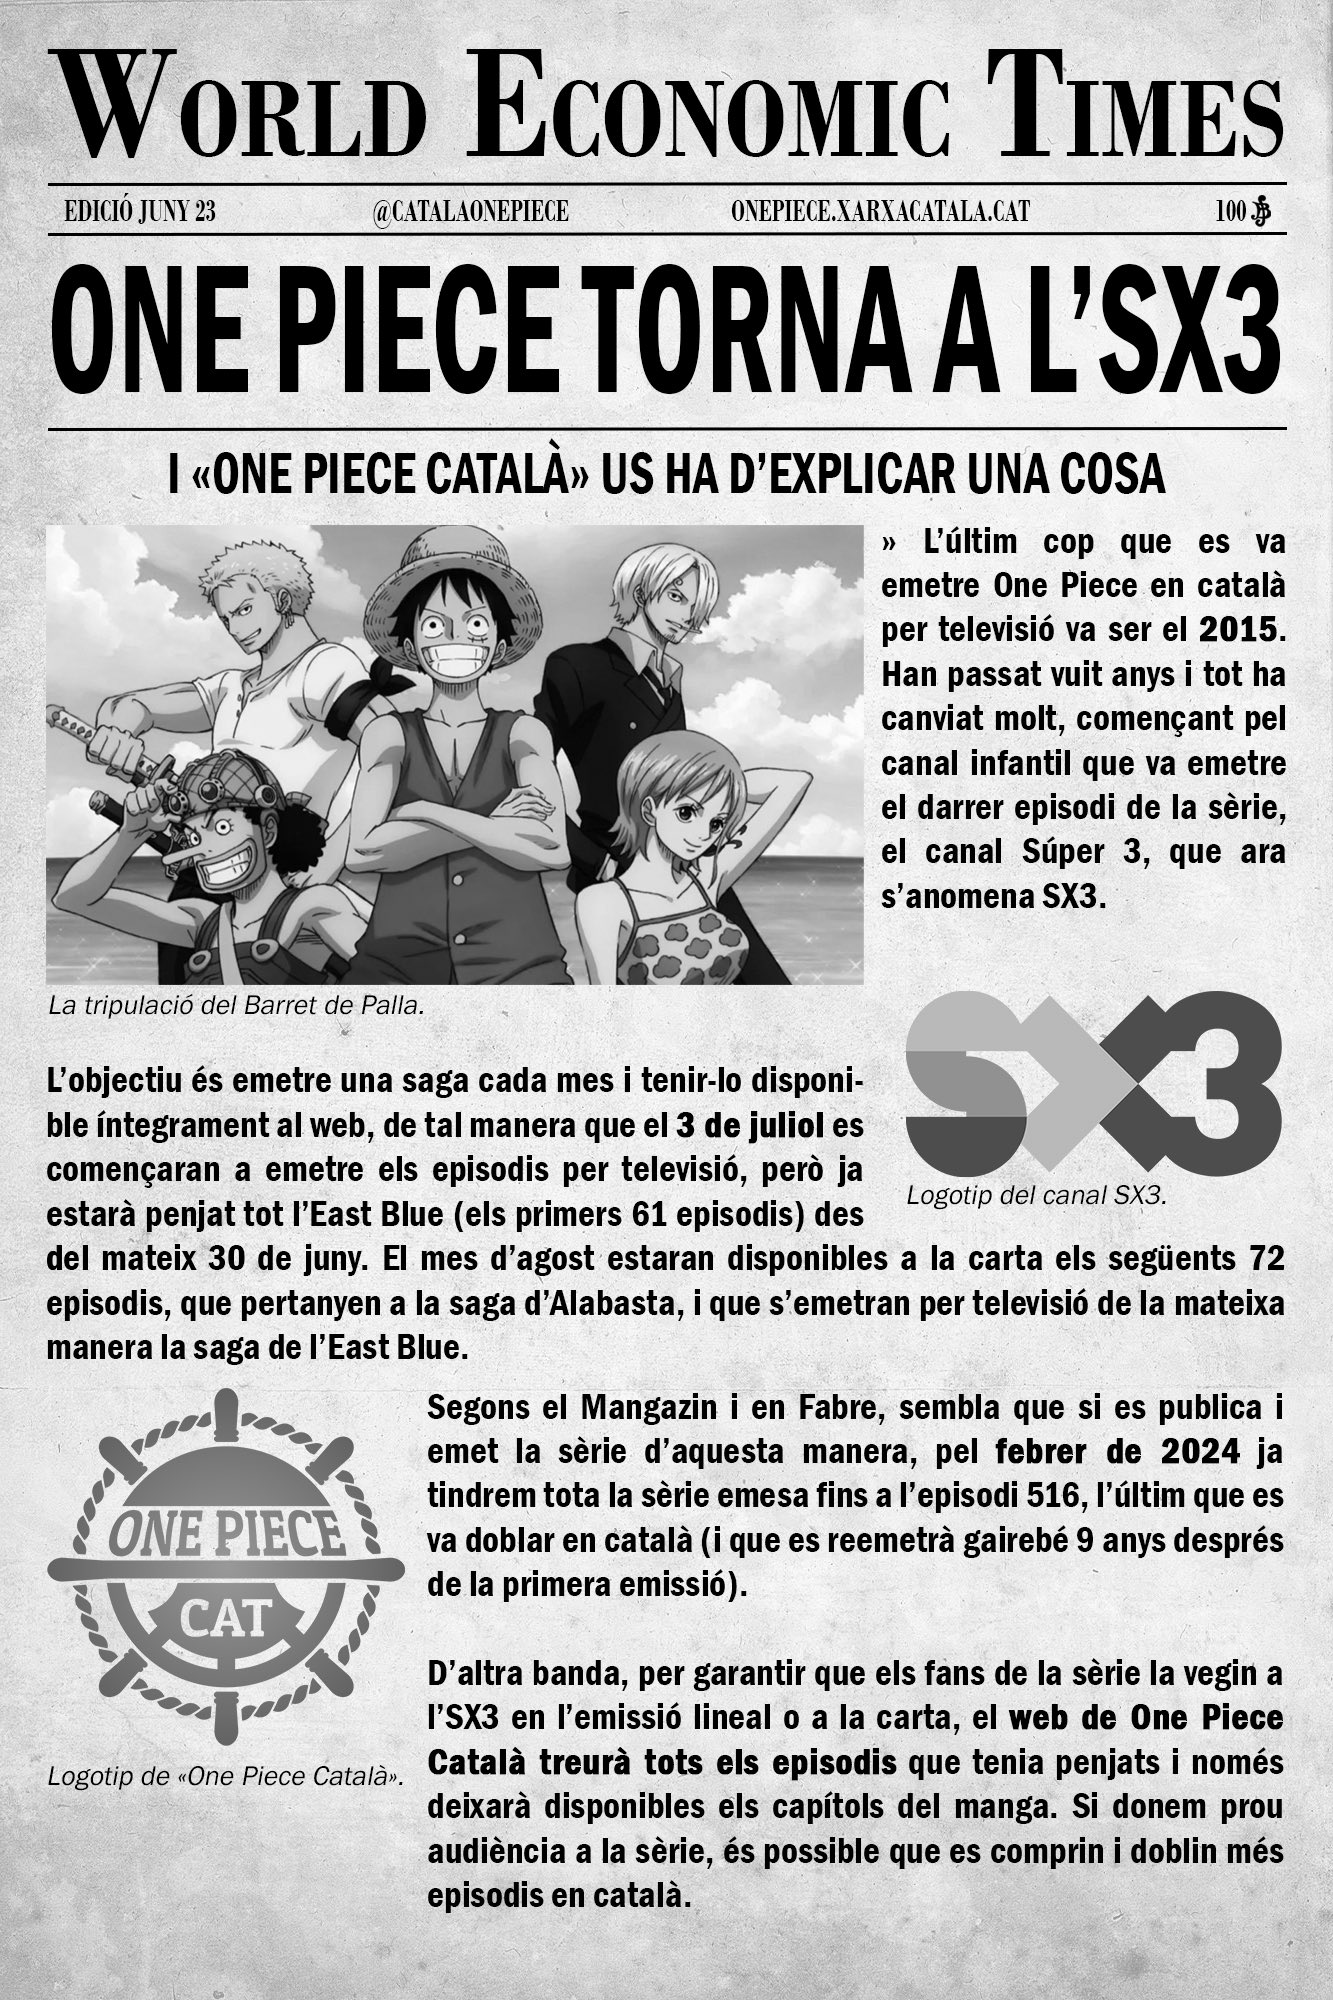 WORLD ECONOMIC TIMES
EDICIÓ JUNY 23
@CATALAONEPIECE
ONEPIECE.XARXACATALA.CAT
100
ONE PIECE TORNA A L’SX3
I «ONE PIECE CATALÀ» US HA D’EXPLICAR UNA COSA
» L’últim cop que es va
emetre One Piece en català
per televisió va ser el 2015.
Han passat vuit anys i tot ha
canviat molt, començant pel
canal infantil que va emetre
el darrer episodi de la sèrie,
el canal Súper 3, que ara
s’anomena SX3.
La tripulació del Barret de Palla.
SX3
Logotip del canal SX3.
L’objectiu és emetre una saga cada mes i tenir-lo disponi-
ble íntegrament al web, de tal manera que el 3 de juliol es
començaran a emetre els episodis per televisió, però ja
estarà penjat tot l’East Blue (els primers 61 episodis) des
del mateix 30 de juny. El mes d’agost estaran disponibles a la carta els següents 72
episodis, que pertanyen a la saga d’Alabasta, i que s’emetran per televisió de la mateixa
manera la saga de l’East Blue.
ONE PIECE
CAT
Logotip de «One Piece Català».
Segons el Mangazin i en Fabre, sembla que si es publica i
emet la sèrie d’aquesta manera, pel febrer de 2024 ja
tindrem tota la sèrie emesa fins a l’episodi 516, l’últim que es
va doblar en català (i que es reemetrà gairebé 9 anys després
de la primera emissió).
D’altra banda, per garantir que els fans de la sèrie la vegin a
l’SX3 en l’emissió lineal o a la carta, el web de One Piece
Català treurà tots els episodis que tenia penjats i només
deixarà disponibles els capítols del manga. Si donem prou
audiència a la sèrie, és possible que es comprin i doblin més
episodis en català.